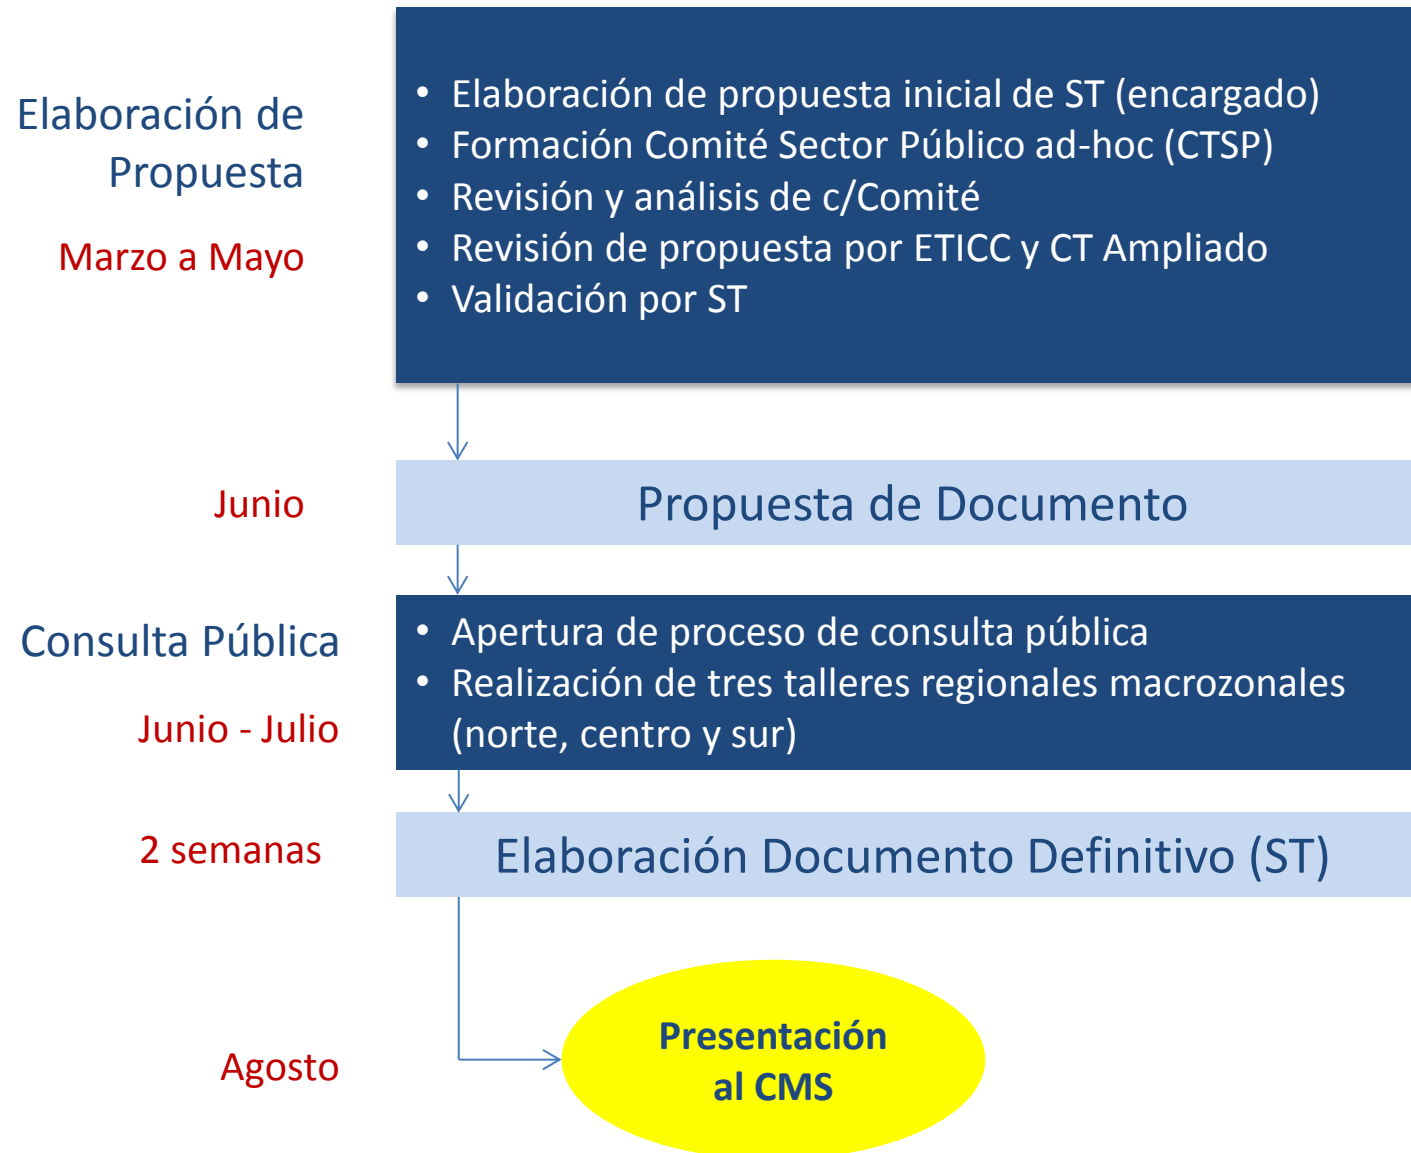 Elaboración de
Propuesta
Marzo a Mayo
• Elaboración de propuesta inicial de ST (encargado)
• Formación Comité Sector Público ad-hoc (CTSP)
• Revisión y análisis de c/Comité
• Revisión de propuesta por ETICC y CT Ampliado
• Validación por ST
Junio
Propuesta de Documento
Consulta Pública
Junio - Julio
• Apertura de proceso de consulta pública
• Realización de tres talleres regionales macrozonales
(norte, centro y sur)
2 semanas
Elaboración Documento Definitivo (ST)
Agosto
Presentación
al CMS